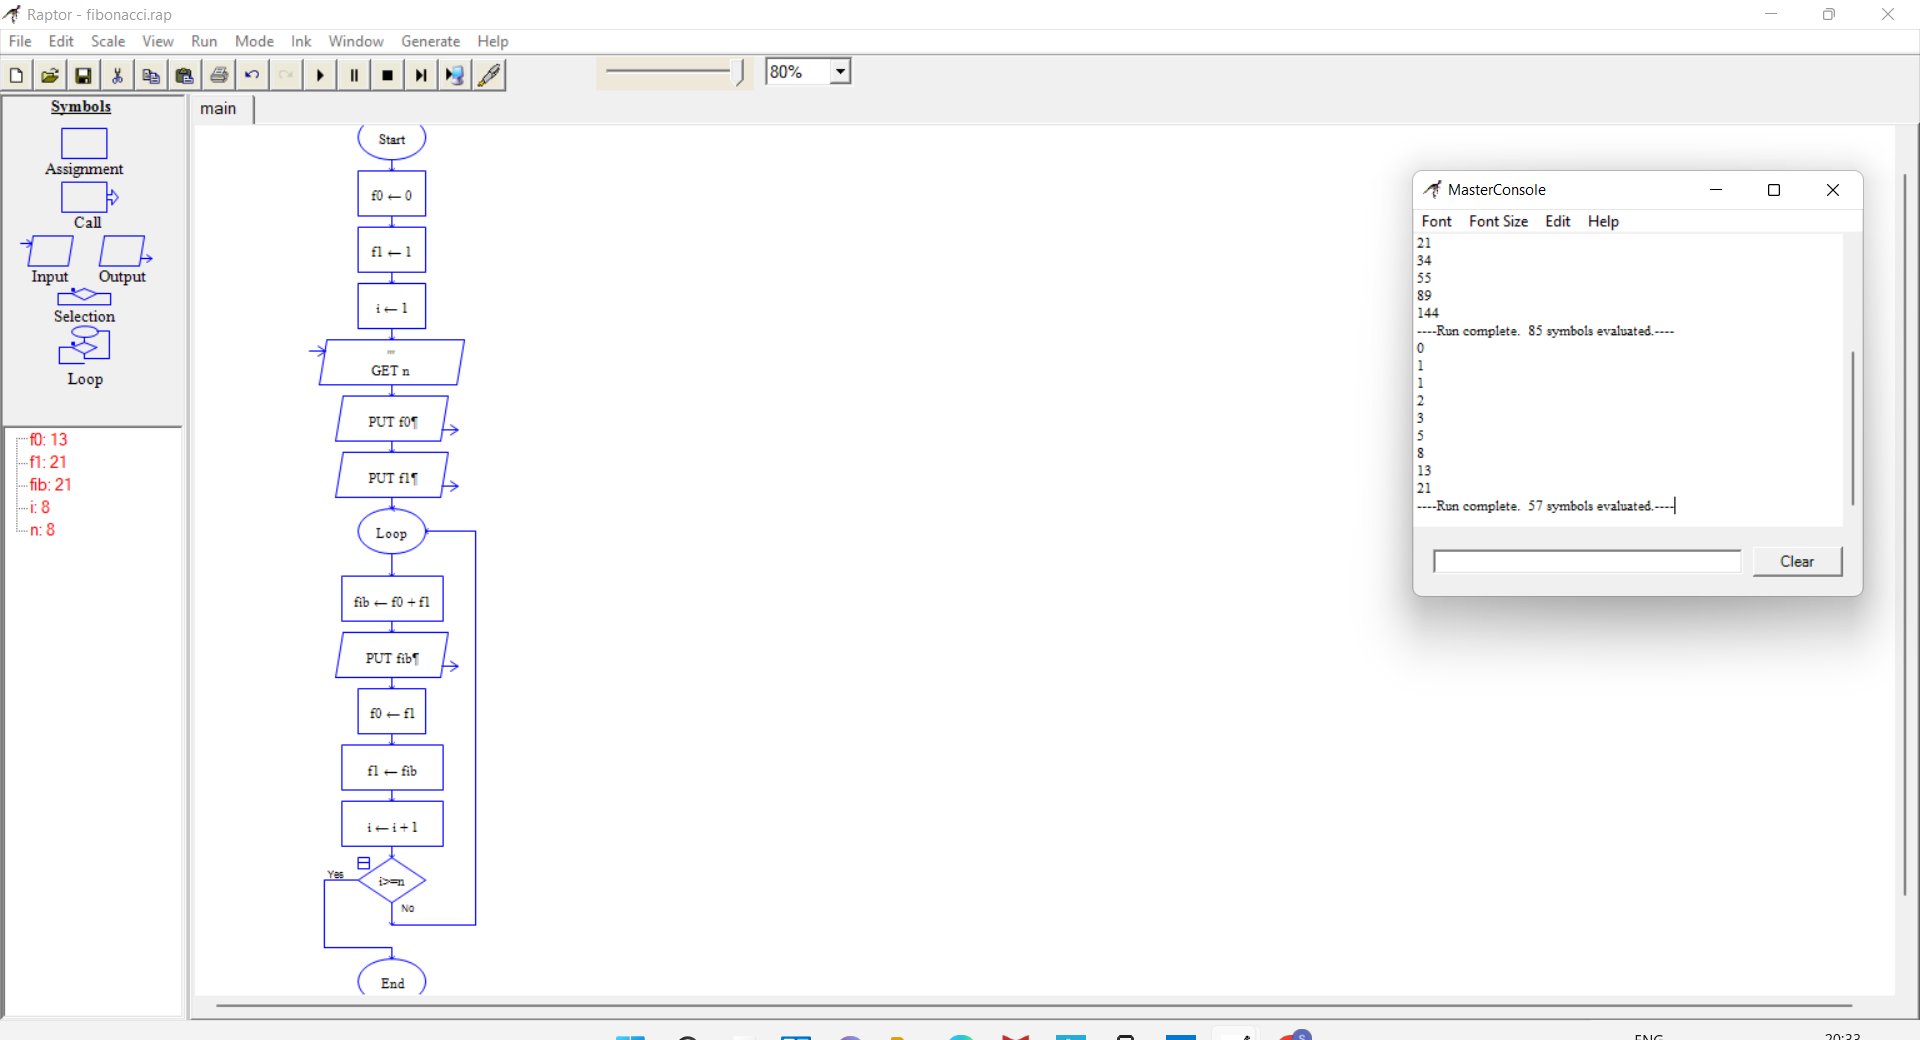 Raptor - fibonacci.rap
File Edit Scale View Run Mode Ink Window Generate Help
80%
Symbols
Assignment
Call
Input Output
Selection
Loop
f0: 13
f1: 21
fib: 21
i: 8
n: 8
main
Start
f0 ← 0
f1 ← 1
i ← 1
""
GET n
PUT f0¶
PUT f1¶
Loop
fib ← f0 + f1
PUT fib¶
f0 ← f1
f1 ← fib
i ← i + 1
Yes
i>=n
No
End
MasterConsole
Font Font Size Edit Help
21
34
55
89
144
----Run complete.  85 symbols evaluated.----
0
1
1
2
3
5
8
13
21
----Run complete.  57 symbols evaluated.----
Clear
S
ENG
20:33